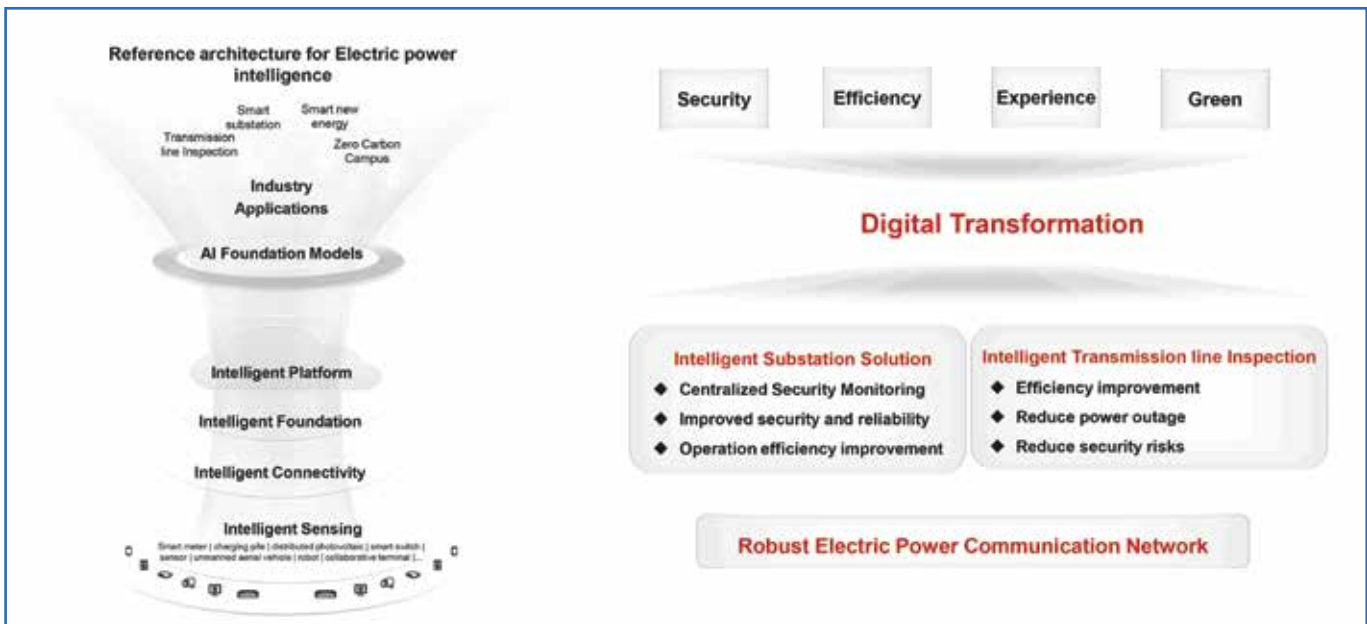 Reference architecture for Electric power
intelligence
Smart
substation
Smart new
energy
Transmission
line Inspection
Zero Carbon
Campus
Industry
Applications
AI Foundation Models
Intelligent Platform
Intelligent Foundation
Intelligent Connectivity
Intelligent Sensing
Smart meter | charging pile | distributed photovoltaic | smart switch |
sensor | unmanned aerial vehicle | robot | collaborative terminal |...
Security
Efficiency
Experience
Green
Digital Transformation
Intelligent Substation Solution
◆ Centralized Security Monitoring
◆ Improved security and reliability
◆ Operation efficiency improvement
Intelligent Transmission line Inspection
◆ Efficiency improvement
◆ Reduce power outage
◆ Reduce security risks
Robust Electric Power Communication Network